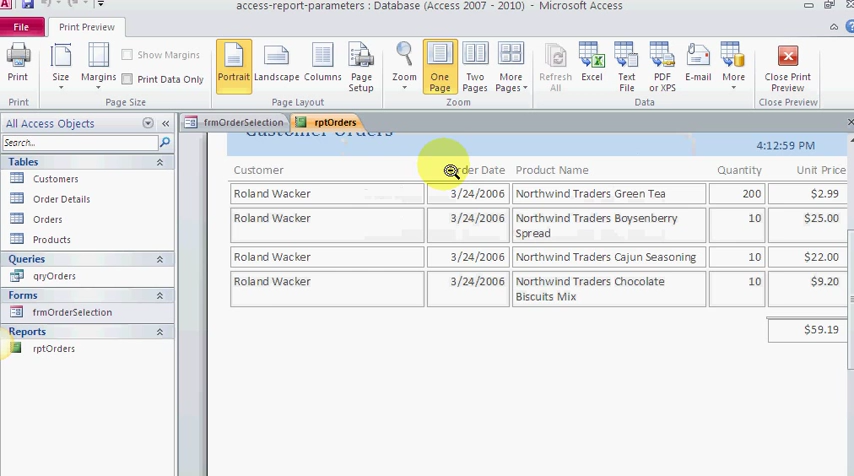 access-report-parameters : Database (Access 2007 - 2010) - Microsoft Access
File Print Preview
Show Margins
Print Data Only
Print Size Margins Portrait Landscape Columns Page Setup Zoom One Page Two Pages More Pages Refresh All Excel Text File PDF or XPS E-mail More Close Print Preview
Print Page Size Page Layout Zoom Data Close Preview
All Access Objects «
frmOrderSelection rptOrders
Search...
Tables
Customers
Order Details
Orders
Products
Queries
qryOrders
Forms
frmOrderSelection
Reports
rptOrders
Customer Orders
4:12:59 PM
Customer Order Date Product Name Quantity Unit Price
Roland Wacker 3/24/2006 Northwind Traders Green Tea 200 $2.99
Roland Wacker 3/24/2006 Northwind Traders Boysenberry Spread 10 $25.00
Roland Wacker 3/24/2006 Northwind Traders Cajun Seasoning 10 $22.00
Roland Wacker 3/24/2006 Northwind Traders Chocolate Biscuits Mix 10 $9.20
$59.19